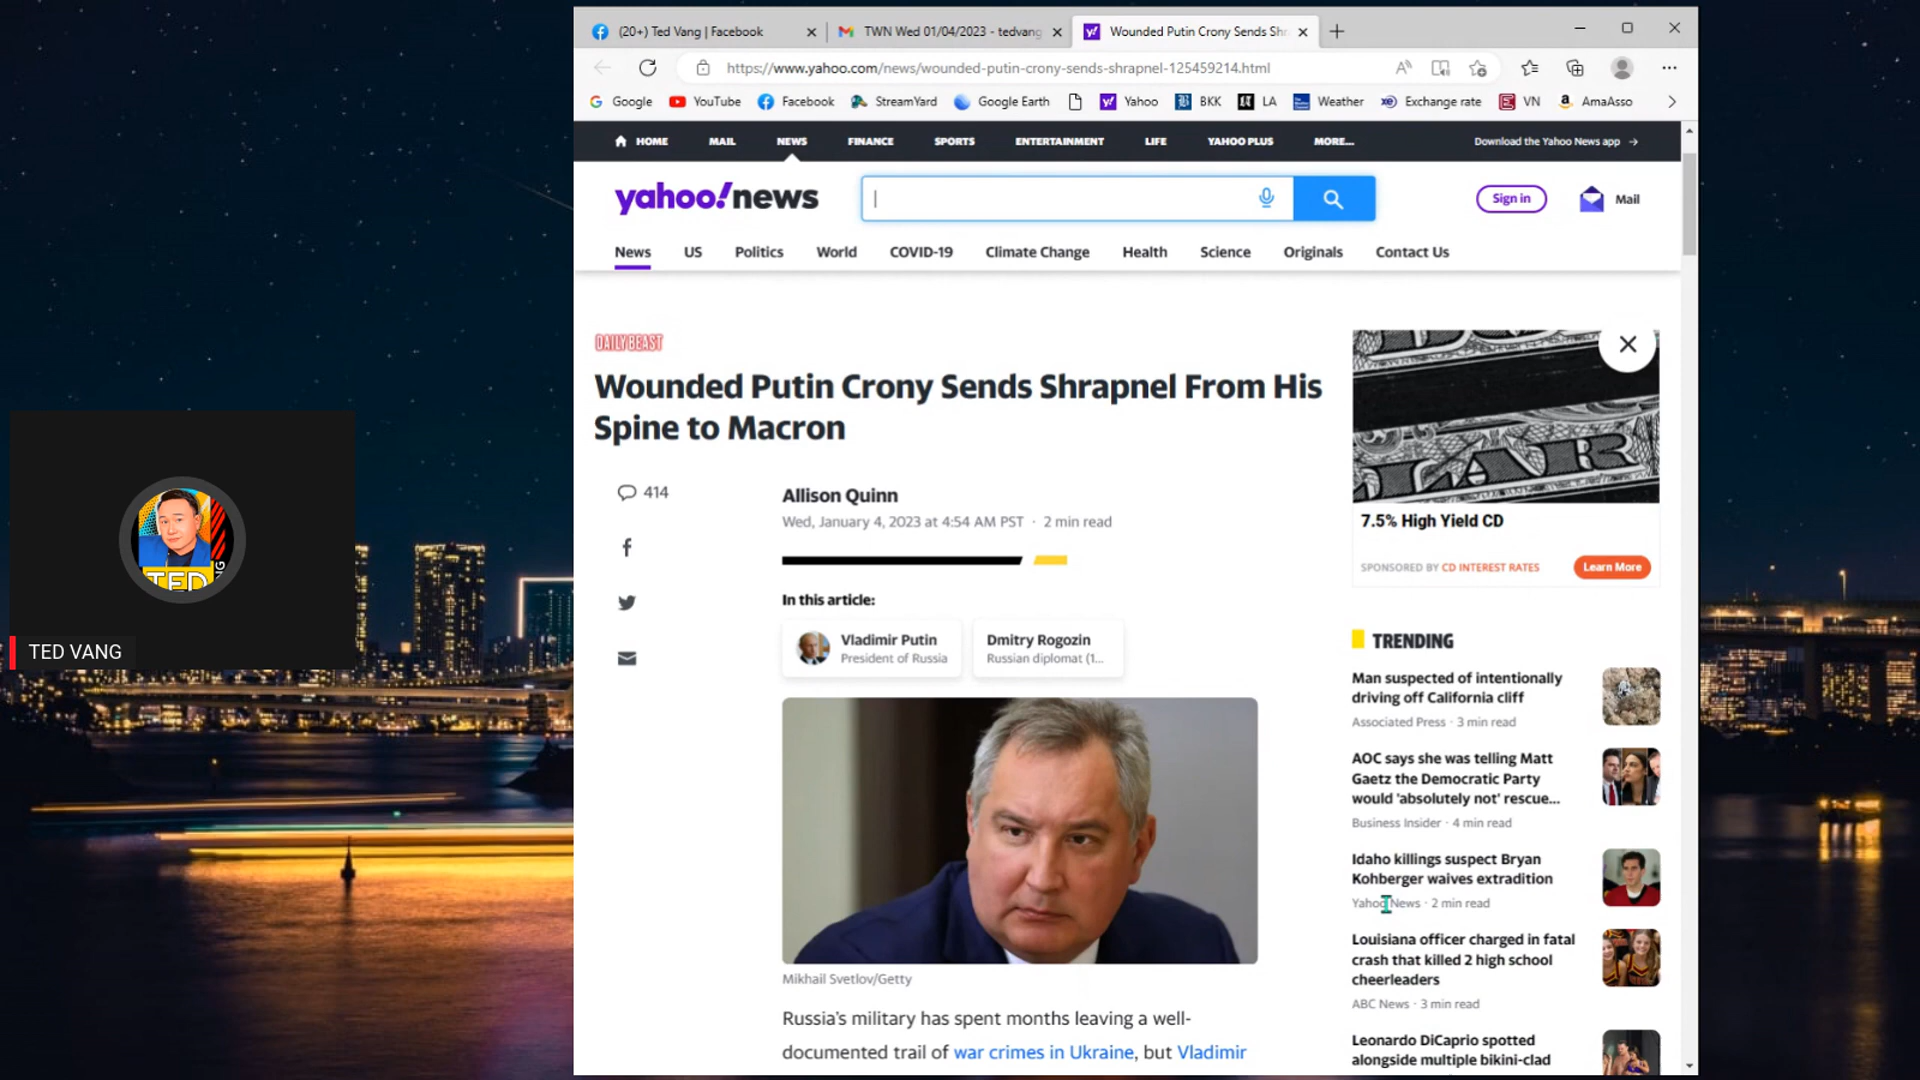 (20+) Ted Vang | Facebook
TWN Wed 01/04/2023 - tedvang
Wounded Putin Crony Sends Shr
https://www.yahoo.com/news/wounded-putin-crony-sends-shrapnel-125459214.html
Google YouTube Facebook StreamYard Google Earth Yahoo BKK LA Weather Exchange rate VN AmaAsso
HOME MAIL NEWS FINANCE SPORTS ENTERTAINMENT LIFE YAHOO PLUS MORE... Download the Yahoo News app →
yahoo!news
Sign in
Mail
News US Politics World COVID-19 Climate Change Health Science Originals Contact Us
DAILY BEAST
Wounded Putin Crony Sends Shrapnel From His
Spine to Macron
414
Allison Quinn
Wed, January 4, 2023 at 4:54 AM PST · 2 min read
In this article:
Vladimir Putin
President of Russia
Dmitry Rogozin
Russian diplomat (1...
Mikhail Svetlov/Getty
Russia's military has spent months leaving a well-
documented trail of war crimes in Ukraine, but Vladimir
LAR
7.5% High Yield CD
SPONSORED BY CD INTEREST RATES
Learn More
TRENDING
Man suspected of intentionally
driving off California cliff
Associated Press · 3 min read
AOC says she was telling Matt
Gaetz the Democratic Party
would 'absolutely not' rescue...
Business Insider · 4 min read
Idaho killings suspect Bryan
Kohberger waives extradition
Yahoo News · 2 min read
Louisiana officer charged in fatal
crash that killed 2 high school
cheerleaders
ABC News · 3 min read
Leonardo DiCaprio spotted
alongside multiple bikini-clad
TED
TED VANG